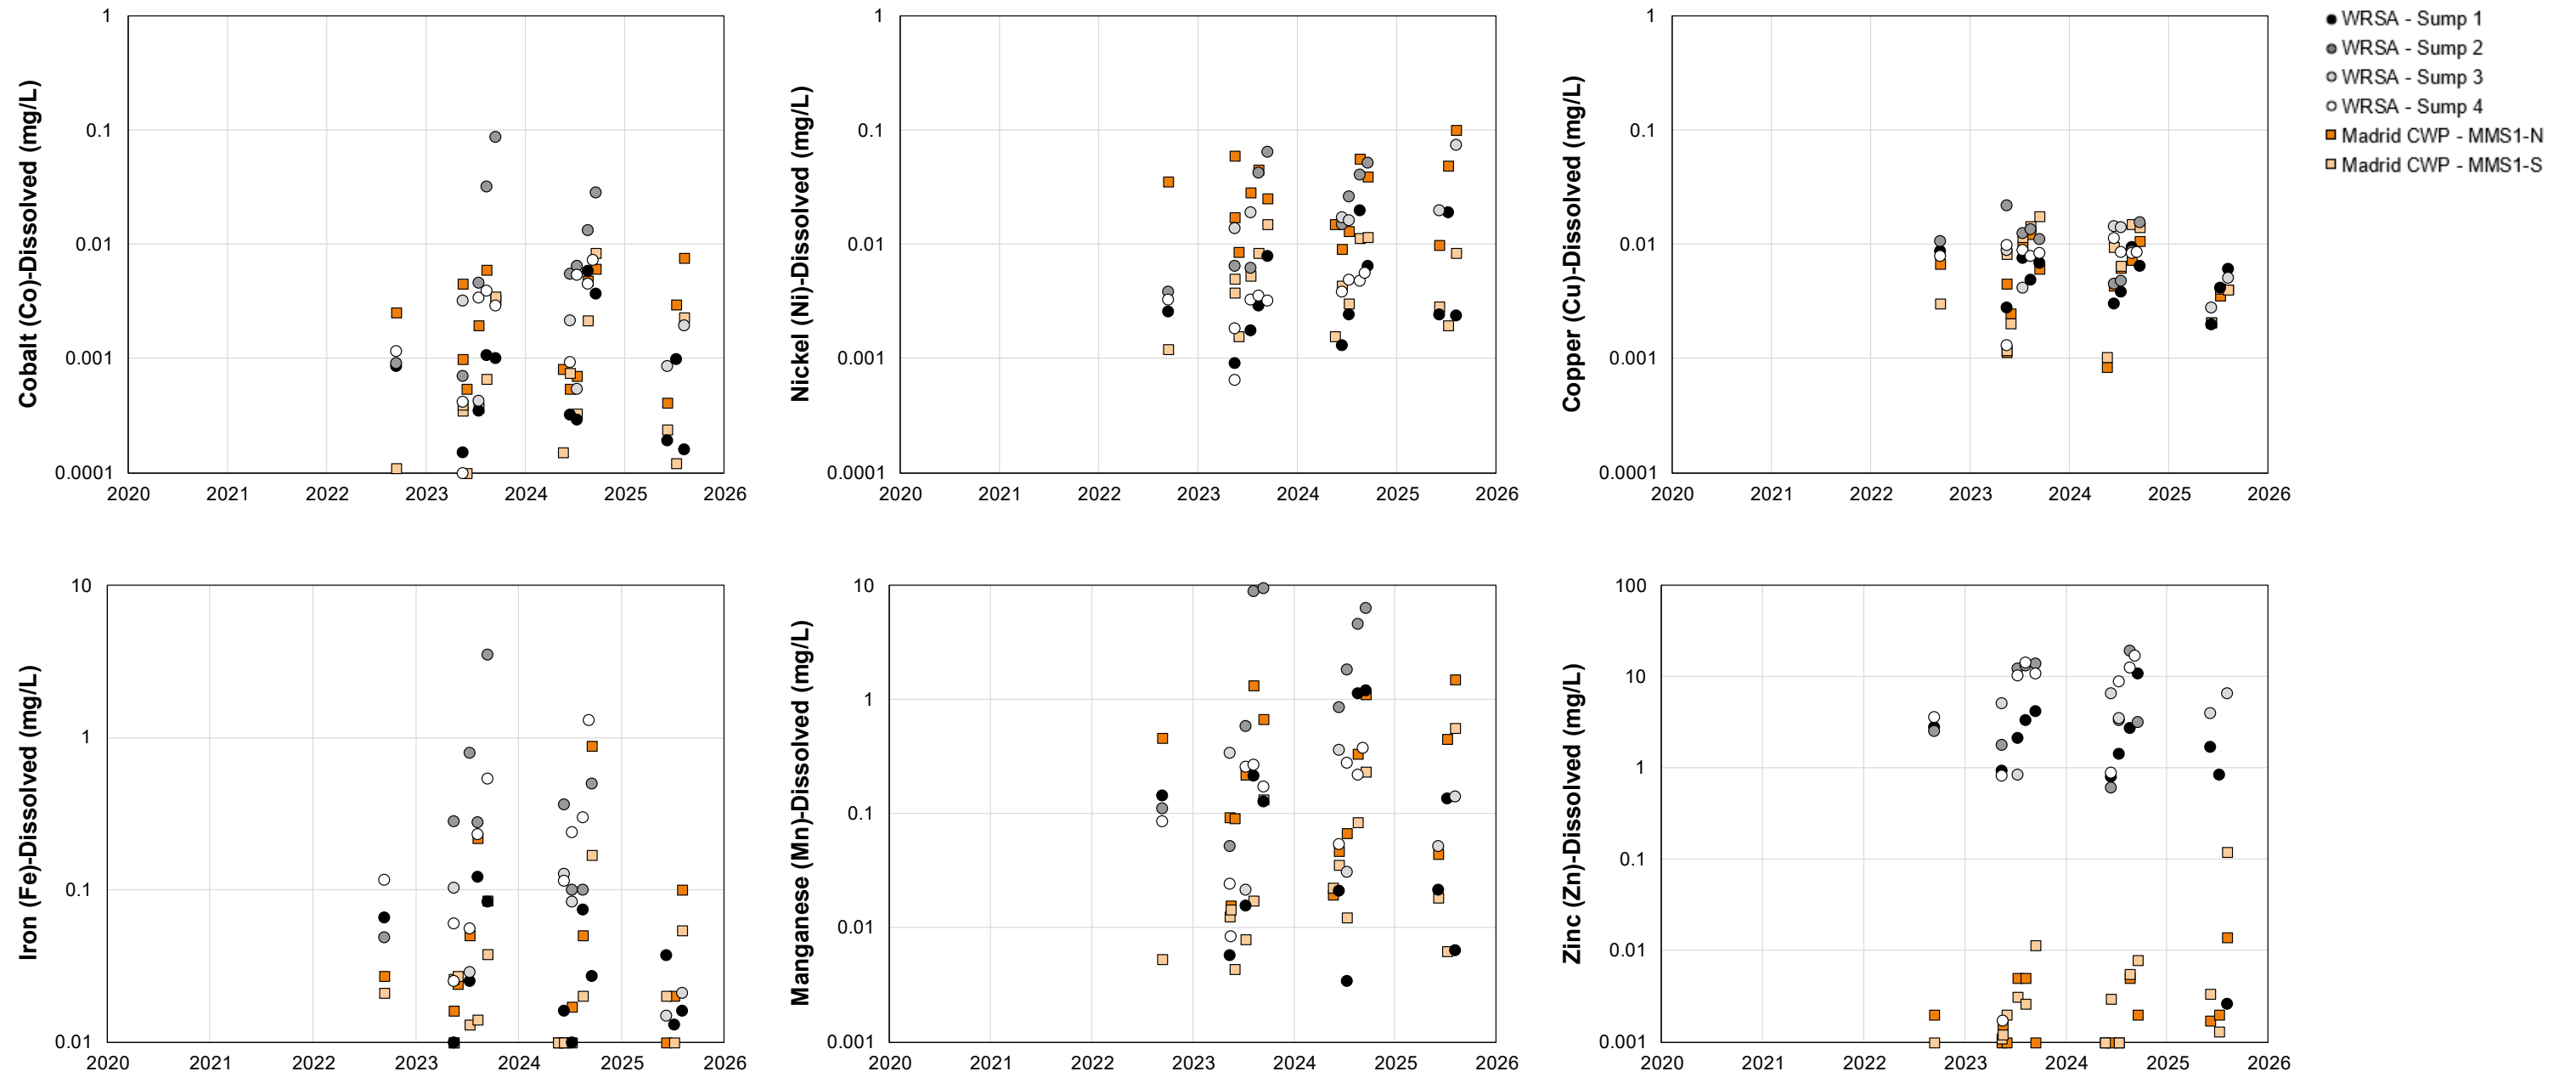 Cobalt (Co)-Dissolved (mg/L)
1
0.1
0.01
0.001
0.0001
2020 2021 2022 2023 2024 2025 2026
Nickel (Ni)-Dissolved (mg/L)
1
0.1
0.01
0.001
0.0001
2020 2021 2022 2023 2024 2025 2026
Copper (Cu)-Dissolved (mg/L)
1
0.1
0.01
0.001
0.0001
2020 2021 2022 2023 2024 2025 2026
WRSA - Sump 1
WRSA - Sump 2
WRSA - Sump 3
WRSA - Sump 4
Madrid CWP - MMS1-N
Madrid CWP - MMS1-S
Iron (Fe)-Dissolved (mg/L)
10
1
0.1
0.01
2020 2021 2022 2023 2024 2025 2026
Manganese (Mn)-Dissolved (mg/L)
10
1
0.1
0.01
0.001
2020 2021 2022 2023 2024 2025 2026
Zinc (Zn)-Dissolved (mg/L)
100
10
1
0.1
0.01
0.001
2020 2021 2022 2023 2024 2025 2026